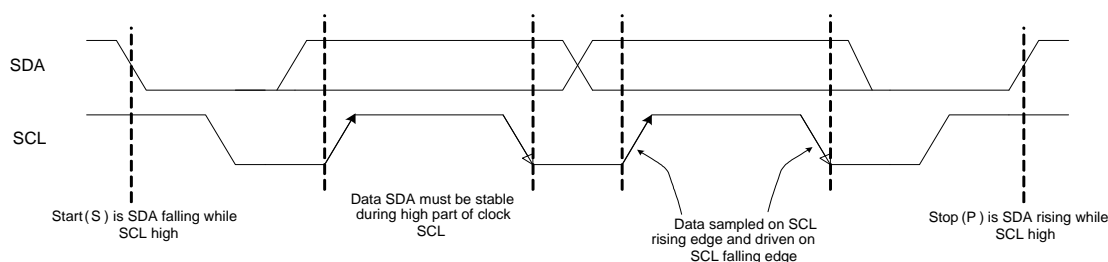 SDA
SCL
Start(S) is SDA falling while
SCL high
Data SDA must be stable
during high part of clock
SCL
Data sampled on SCL
rising edge and driven on
SCL falling edge
Stop(P) is SDA rising while
SCL high